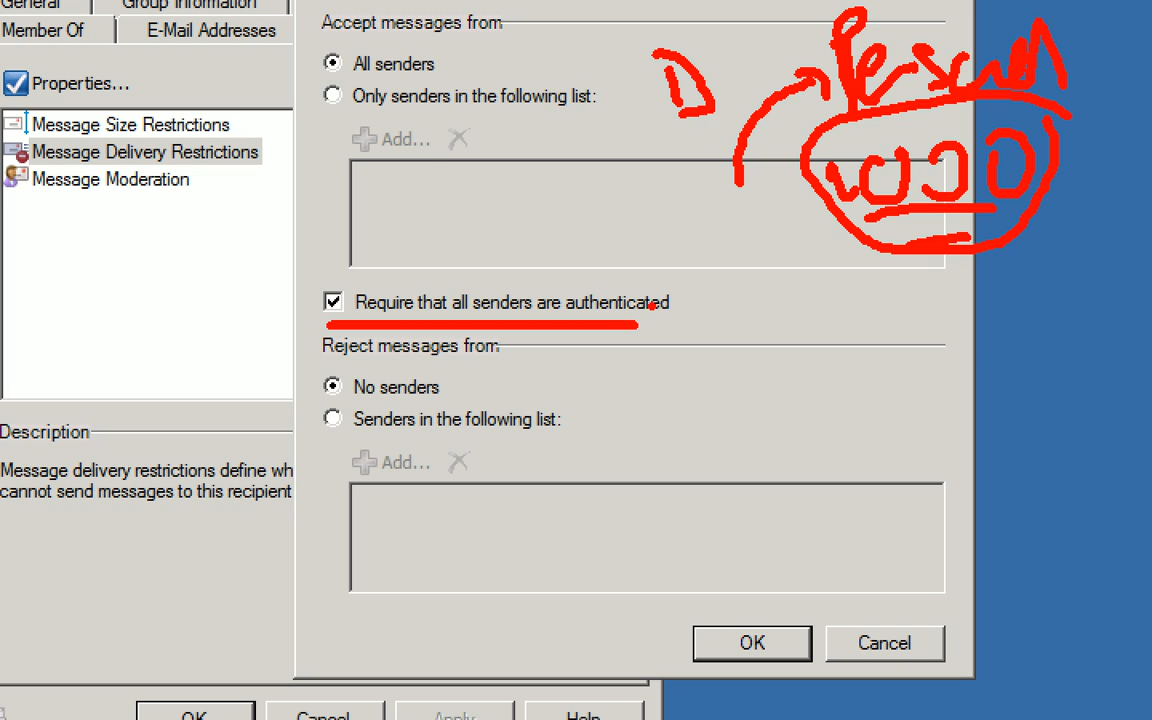 General
Group Information
Member Of
E-Mail Addresses
Properties...
Message Size Restrictions
Message Delivery Restrictions
Message Moderation
Description
Message delivery restrictions define wh
cannot send messages to this recipient
Accept messages from
All senders
Only senders in the following list:
Add...
Require that all senders are authenticated
Reject messages from
No senders
Senders in the following list:
Add...
OK
Cancel
OK
Cancel
Apply
Help
D